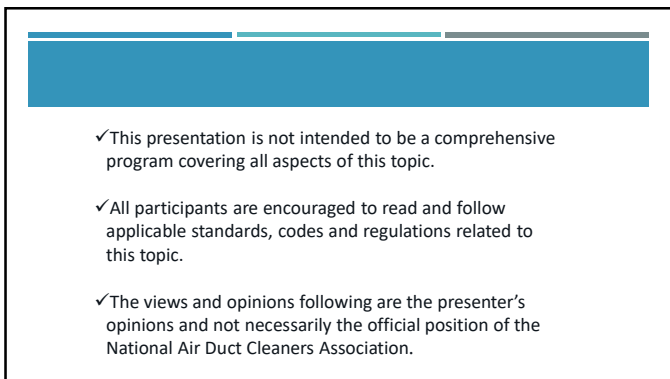 ✓This presentation is not intended to be a comprehensive
program covering all aspects of this topic.
✓All participants are encouraged to read and follow
applicable standards, codes and regulations related to
this topic.
✓The views and opinions following are the presenter’s
opinions and not necessarily the official position of the
National Air Duct Cleaners Association.